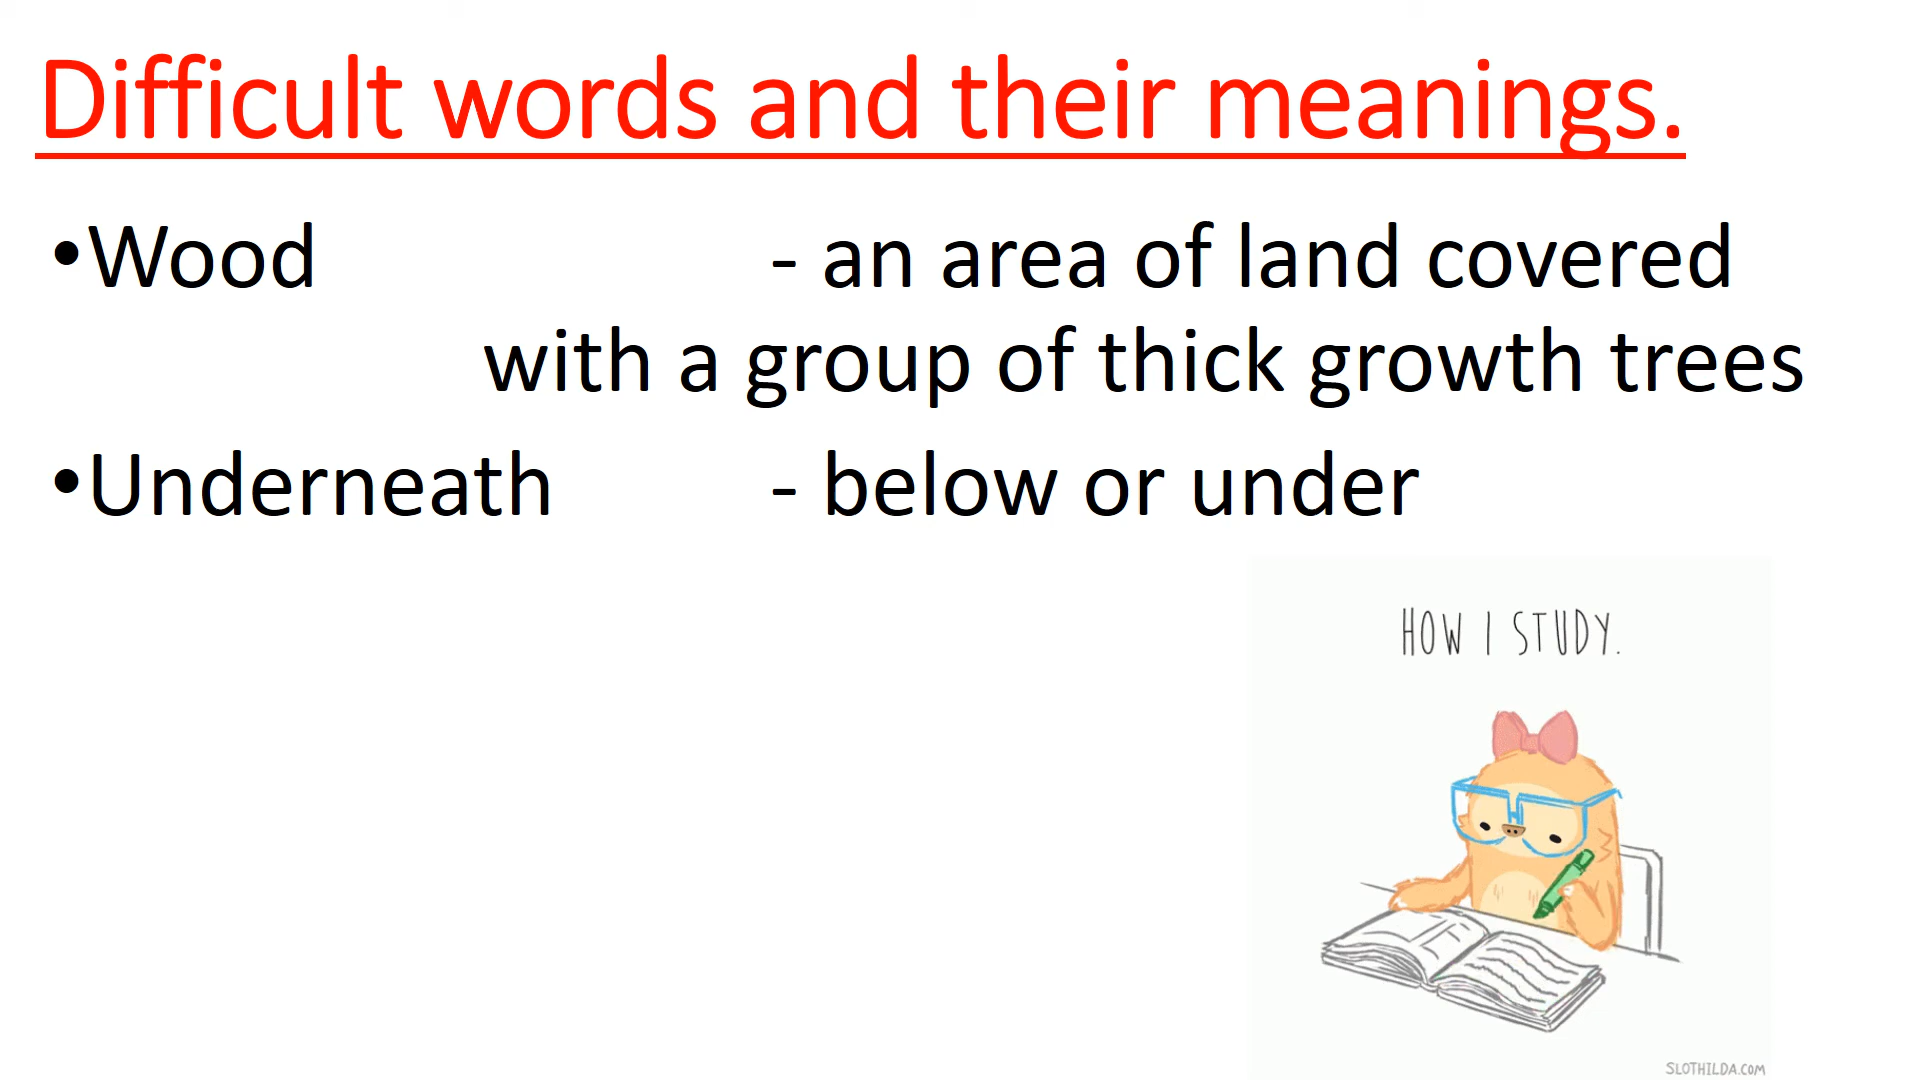 Difficult words and their meanings.
•Wood - an area of land covered
with a group of thick growth trees
•Underneath - below or under
HOW I STUDY.
SLOTHILDA.COM